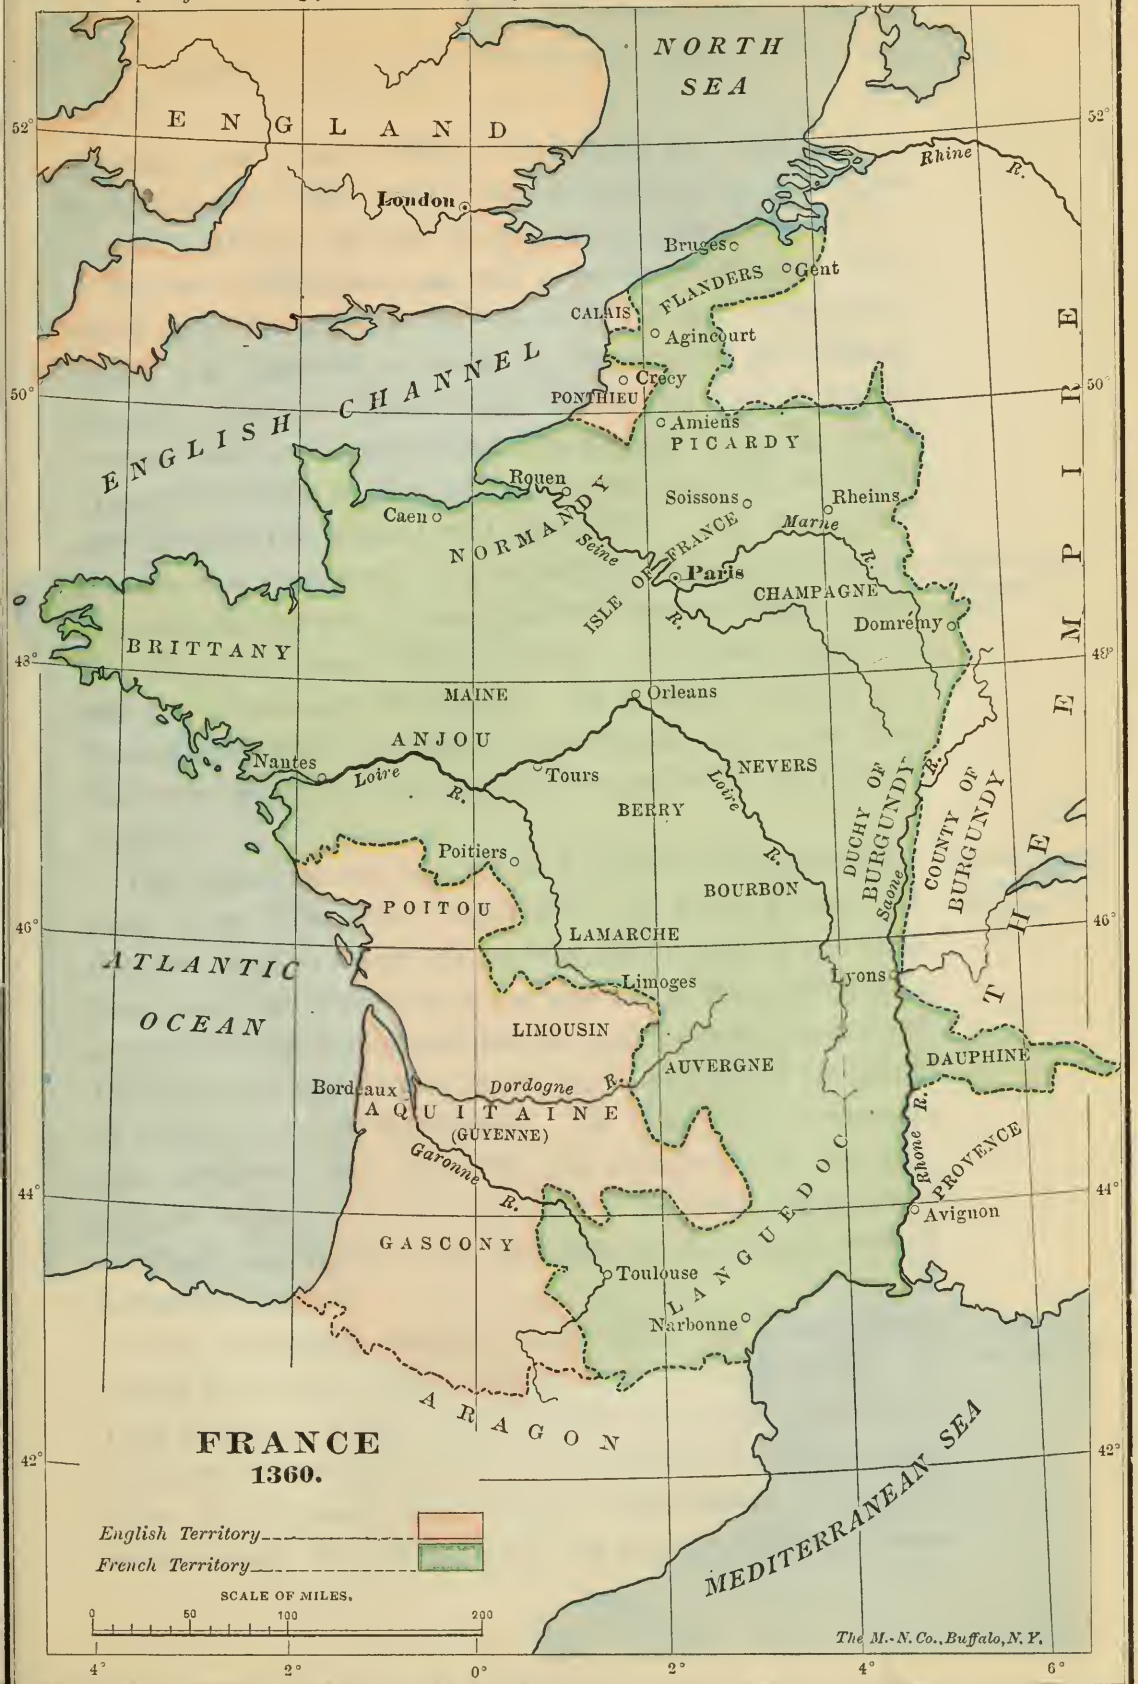 NORTH
SEA
ENGLAND
52°
52°
Rhine R.
London
Bruges
Gent
FLANDERS
CALAIS
Agincourt
THE EMPIRE
ENGLISH CHANNEL
50°
50°
Crecy
PONTHIEU
Amiens
PICARDY
Rouen
Soissons
Rheims
Caen
NORMANDY
Seine R.
ISLE OF FRANCE
Marne R.
Paris
CHAMPAGNE
Domrémy
BRITTANY
48°
48°
MAINE
Orleans
ANJOU
Nantes
Loire R.
Tours
NEVERS
Loire R.
BERRY
DUCHY OF
BURGUNDY
COUNTY OF
BURGUNDY
Saone R.
Poitiers
BOURBON
POITOU
46°
46°
LAMARCHE
ATLANTIC
OCEAN
Limoges
Lyons
LIMOUSIN
AUVERGNE
DAUPHINE
Bordeaux
Dordogne R.
AQUITAINE
(GUYENNE)
Garonne R.
Rhone R.
PROVENCE
44°
44°
Avignon
GASCONY
Toulouse
LANGUEDOC
Narbonne
ARAGON
FRANCE
1360.
42°
42°
MEDITERRANEAN SEA
English Territory
French Territory
SCALE OF MILES.
0 50 100 200
The M.-N. Co., Buffalo, N. Y.
4° 2° 0° 2° 4° 6°